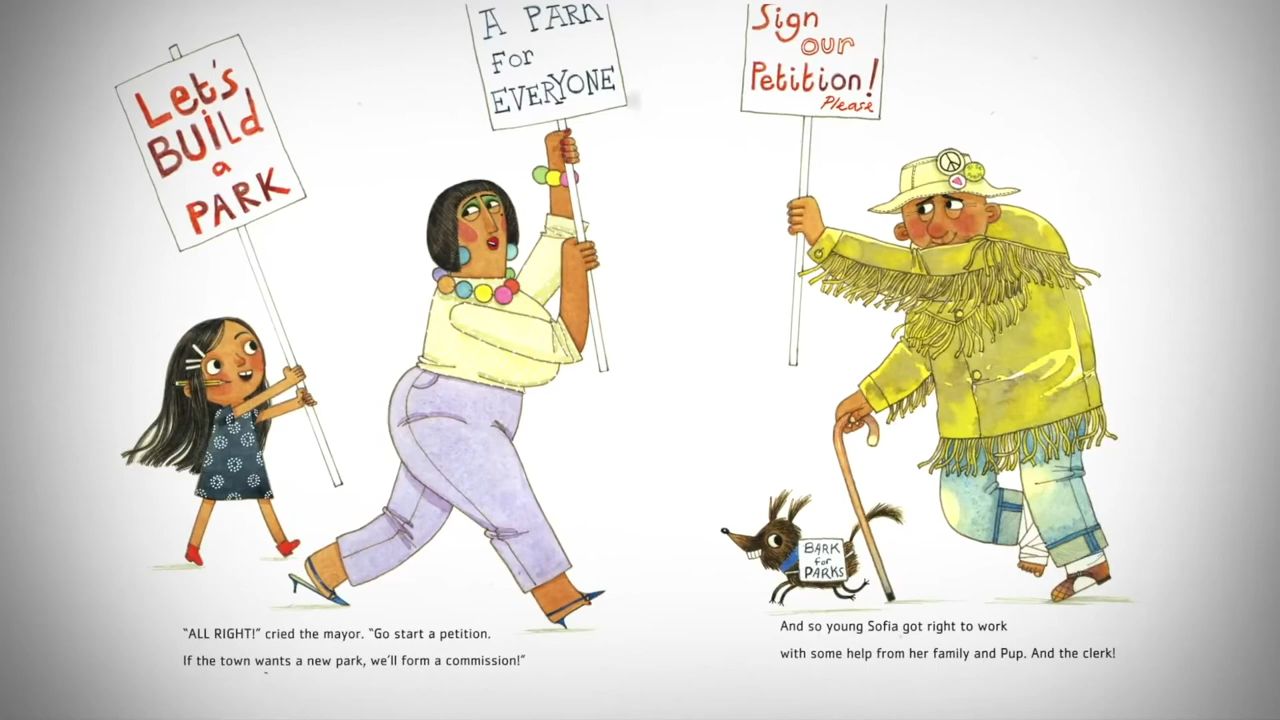 Let's
BUILd
a
PARK
A PARK
For
EVERYONE
Sign
our
Petition!
Please
BARK
for
PARKS
"ALL RIGHT!" cried the mayor. "Go start a petition.
If the town wants a new park, we'll form a commission!"
And so young Sofia got right to work
with some help from her family and Pup. And the clerk!